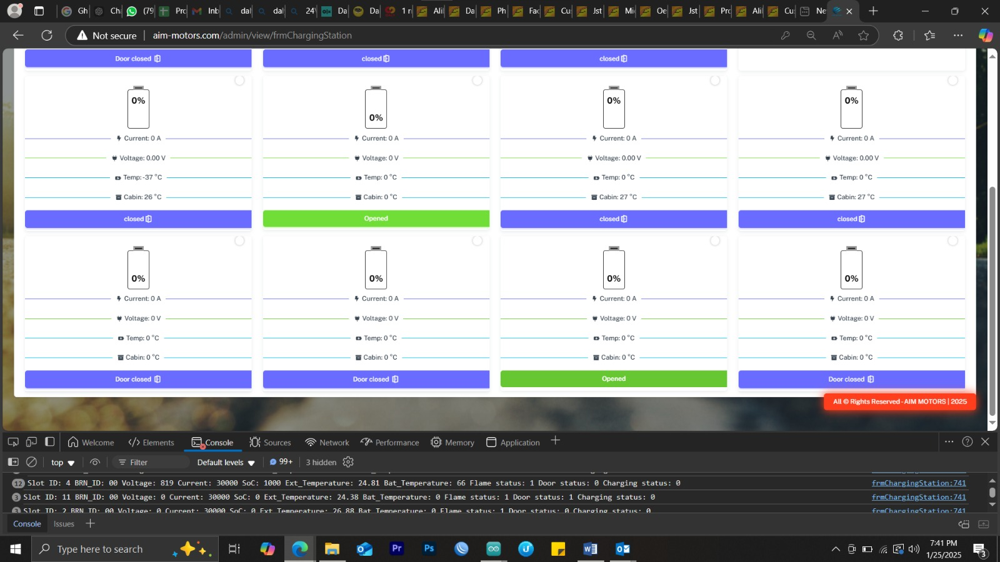 Gh
Ch
(79
Pro
Inb
dal
dal
24\
Da
Da
1 r
Ali
Da
Ph
Fac
Cu
Jst
Mi
Oe
Jst
Pro
Ali
Cu
Ne
Not secure
aim-motors.com/admin/view/frmChargingStation
Door closed
closed
closed
0%
0%
0%
0%
Current: 0 A
Current: 0 A
Current: 0 A
Current: 0 A
Voltage: 0.00 V
Voltage: 0 V
Voltage: 0.00 V
Voltage: 0.00 V
Temp: -37 °C
Temp: 0 °C
Temp: 0 °C
Temp: 0 °C
Cabin: 26 °C
Cabin: 0 °C
Cabin: 27 °C
Cabin: 27 °C
closed
Opened
closed
closed
0%
0%
0%
0%
Current: 0 A
Current: 0 A
Current: 0 A
Current: 0 A
Voltage: 0 V
Voltage: 0 V
Voltage: 0 V
Voltage: 0 V
Temp: 0 °C
Temp: 0 °C
Temp: 0 °C
Temp: 0 °C
Cabin: 0 °C
Cabin: 0 °C
Cabin: 0 °C
Cabin: 0 °C
Door closed
Door closed
Opened
Door closed
All © Rights Reserved - AIM MOTORS | 2025
Welcome
Elements
Console
Sources
Network
Performance
Memory
Application
top
Filter
Default levels
99+
3 hidden
12 Slot ID: 4 BRN_ID: 00 Voltage: 819 Current: 30000 SoC: 1000 Ext_Temperature: 24.81 Bat_Temperature: 66 Flame status: 1 Door status: 0 Charging status: 0
frmChargingStation:741
3 Slot ID: 11 BRN_ID: 00 Voltage: 0 Current: 30000 SoC: 0 Ext_Temperature: 24.38 Bat_Temperature: 0 Flame status: 1 Door status: 1 Charging status: 0
frmChargingStation:741
3 Slot ID: 2 BRN_ID: 00 Voltage: 0 Current: 30000 SoC: 0 Ext_Temperature: 26.88 Bat_Temperature: 0 Flame status: 1 Door status: 0 Charging status: 0
frmChargingStation:741
Console
Issues
Type here to search
Pr
Ps
7:41 PM
1/25/2025
3